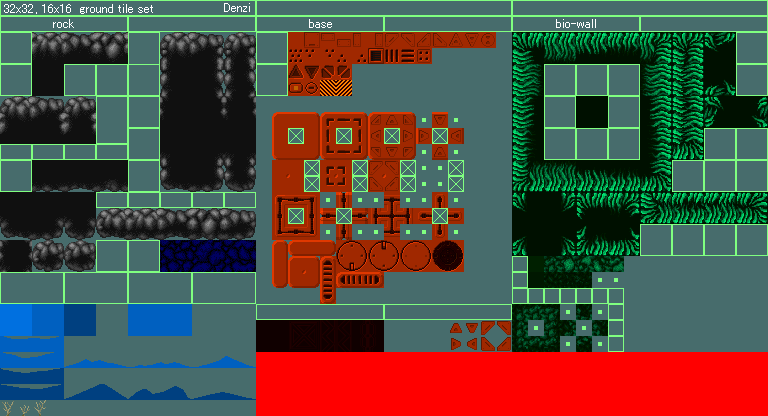 32x32, 16x16 ground tile set Denzi
rock base bio-wall